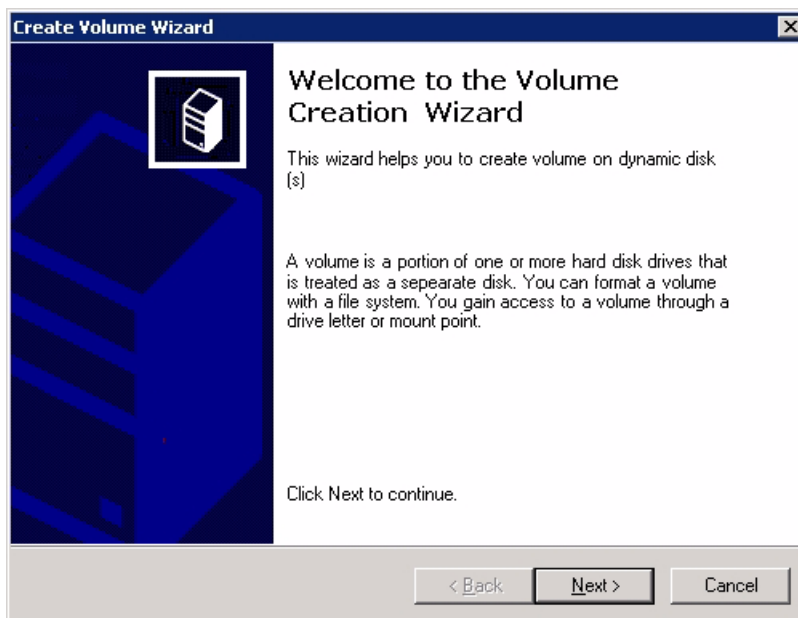 Create Volume Wizard
Welcome to the Volume
Creation Wizard
This wizard helps you to create volume on dynamic disk
(s)
A volume is a portion of one or more hard disk drives that
is treated as a sepearate disk. You can format a volume
with a file system. You gain access to a volume through a
drive letter or mount point.
Click Next to continue.
< Back
Next >
Cancel